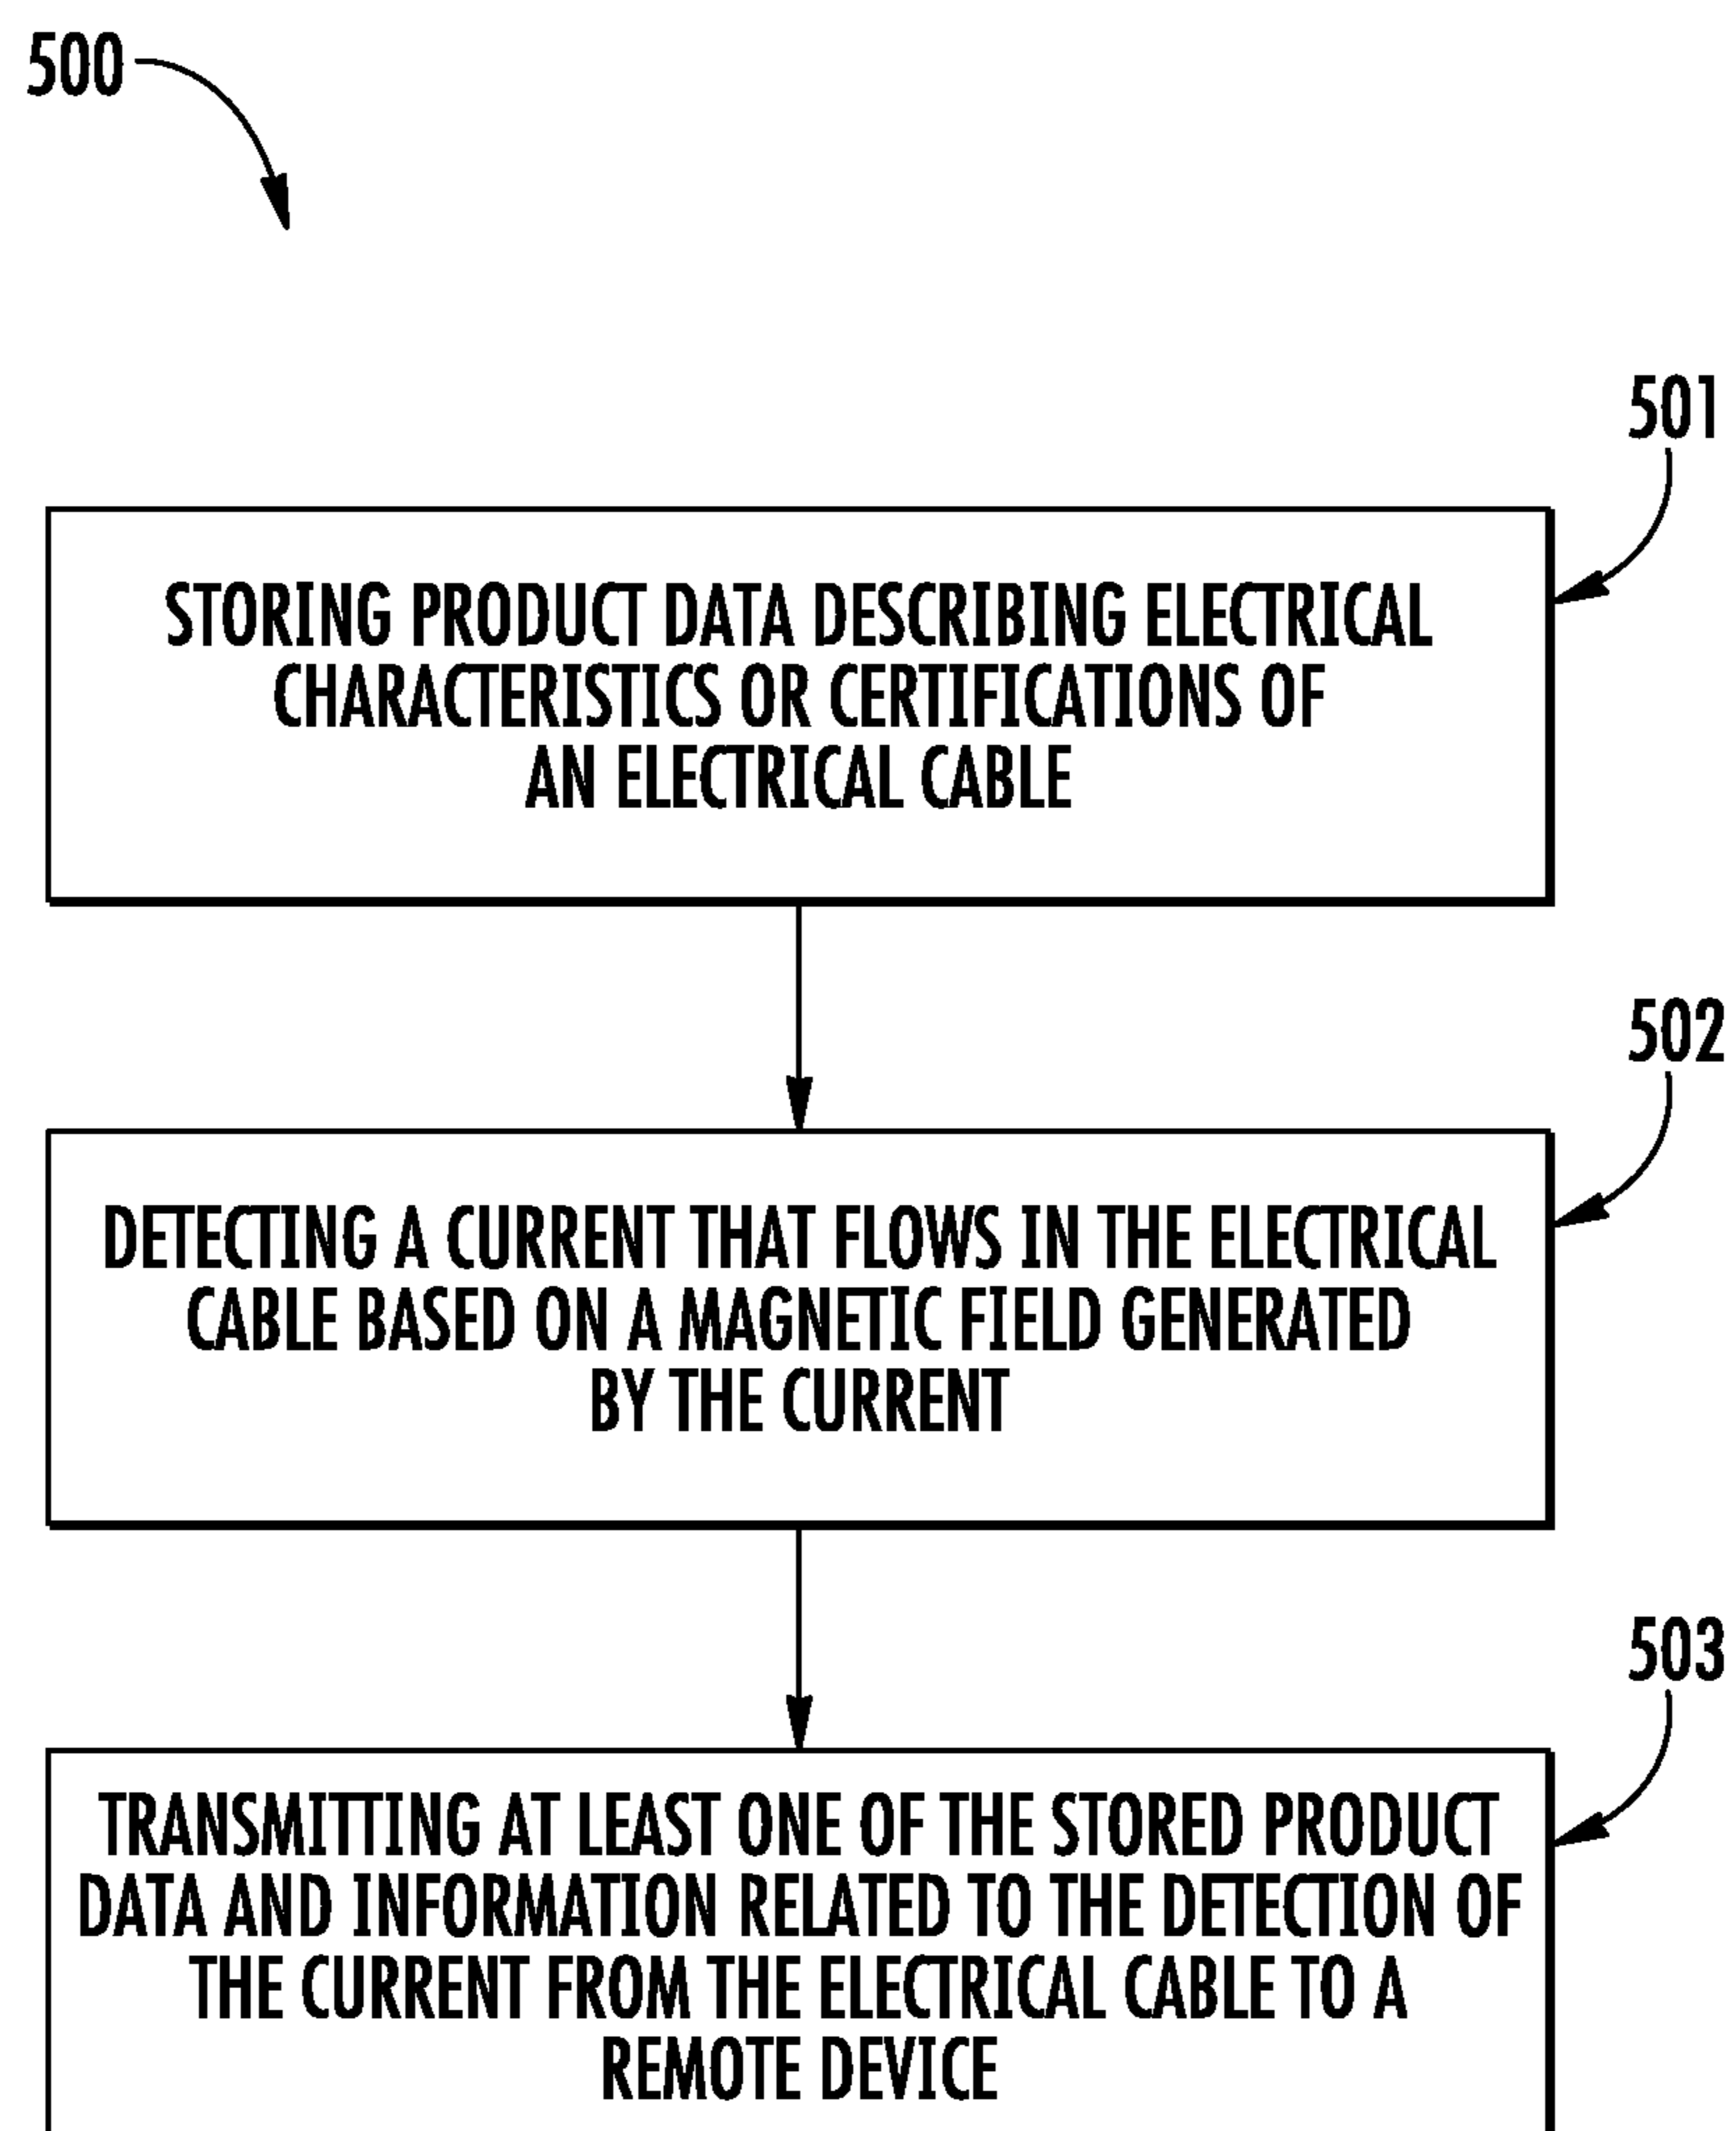 500
501
STORING PRODUCT DATA DESCRIBING ELECTRICAL
CHARACTERISTICS OR CERTIFICATIONS OF
AN ELECTRICAL CABLE
502
DETECTING A CURRENT THAT FLOWS IN THE ELECTRICAL
CABLE BASED ON A MAGNETIC FIELD GENERATED
BY THE CURRENT
503
TRANSMITTING AT LEAST ONE OF THE STORED PRODUCT
DATA AND INFORMATION RELATED TO THE DETECTION OF
THE CURRENT FROM THE ELECTRICAL CABLE TO A
REMOTE DEVICE